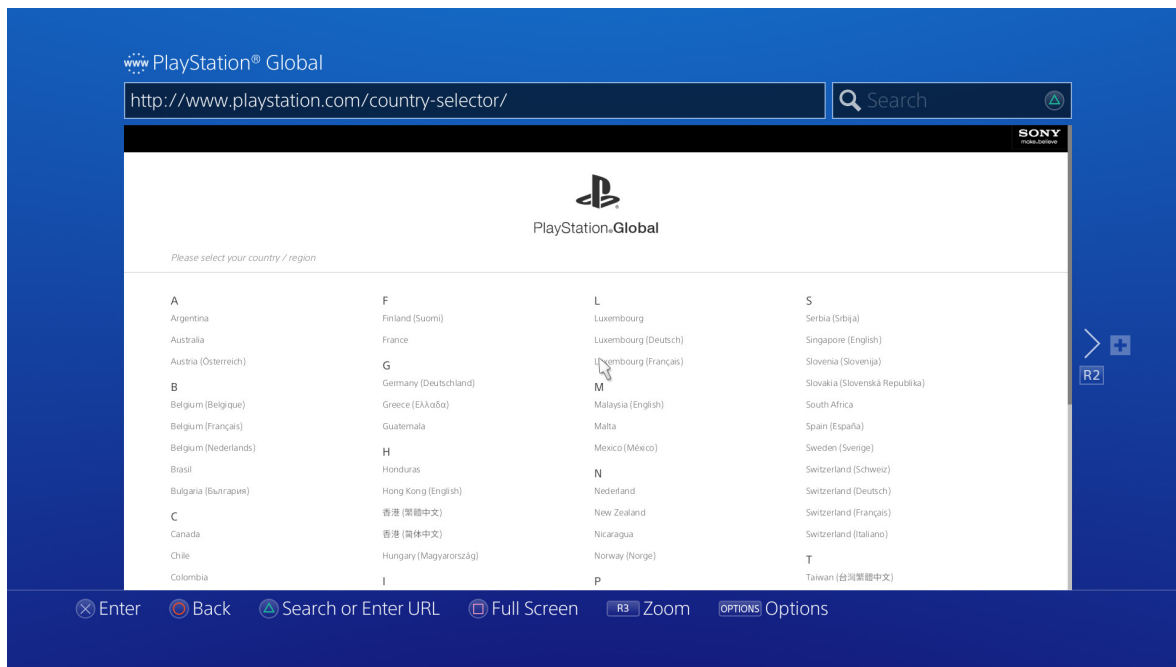 www PlayStation® Global
http://www.playstation.com/country-selector/
Search
SONY
make.believe
PlayStation®Global
Please select your country / region
A
Argentina
Australia
Austria (Österreich)
B
Belgium (Belgique)
Belgium (Français)
Belgium (Nederlands)
Brasil
Bulgaria (България)
C
Canada
Chile
Colombia
F
Finland (Suomi)
France
G
Germany (Deutschland)
Greece (Ελλαδα)
Guatemala
H
Honduras
Hong Kong (English)
香港 (繁體中文)
香港 (简体中文)
Hungary (Magyarország)
I
L
Luxembourg
Luxembourg (Deutsch)
Luxembourg (Français)
M
Malaysia (English)
Malta
Mexico (México)
N
Nederland
New Zealand
Nicaragua
Norway (Norge)
P
S
Serbia (Srbija)
Singapore (English)
Slovenia (Slovenija)
Slovakia (Slovenská Republika)
South Africa
Spain (España)
Sweden (Sverige)
Switzerland (Schweiz)
Switzerland (Deutsch)
Switzerland (Français)
Switzerland (Italiano)
T
Taiwan (台灣繁體中文)
R2
Enter Back Search or Enter URL Full Screen R3 Zoom OPTIONS Options